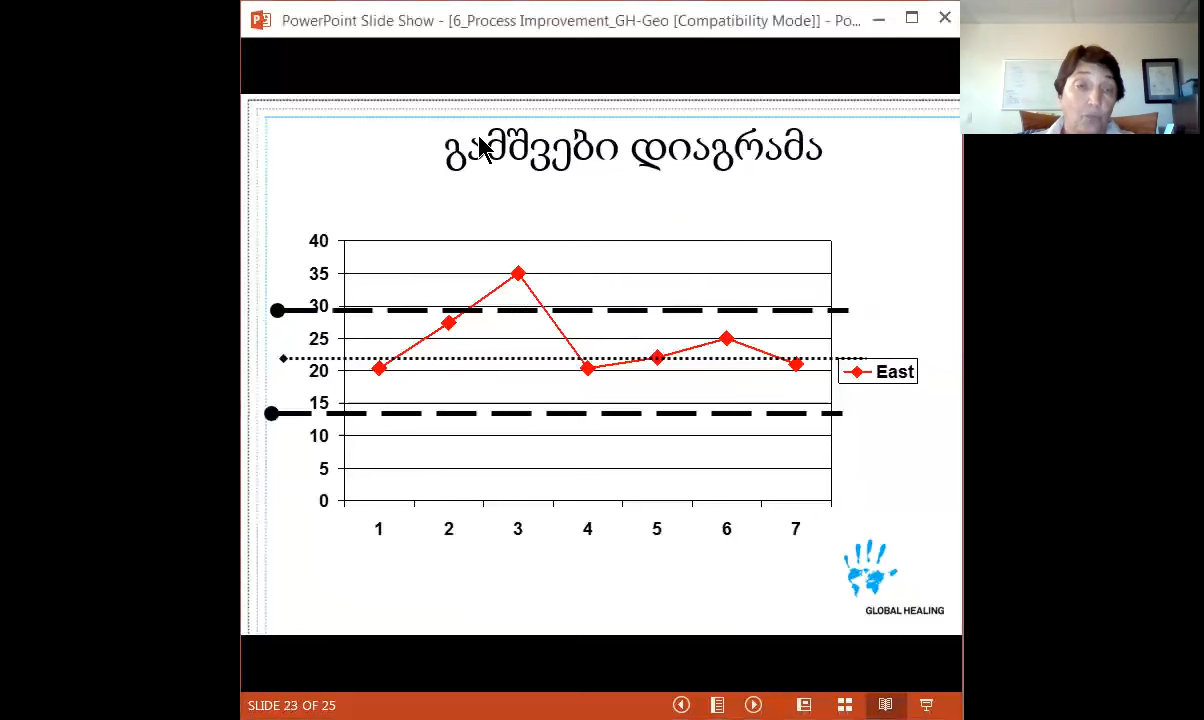 PowerPoint Slide Show - [6_Process Improvement_GH-Geo [Compatibility Mode]] - Po...
გამშვები დიაგრამა
40
35
30
25
20
15
10
5
0
1 2 3 4 5 6 7
East
GLOBAL HEALING
SLIDE 23 OF 25